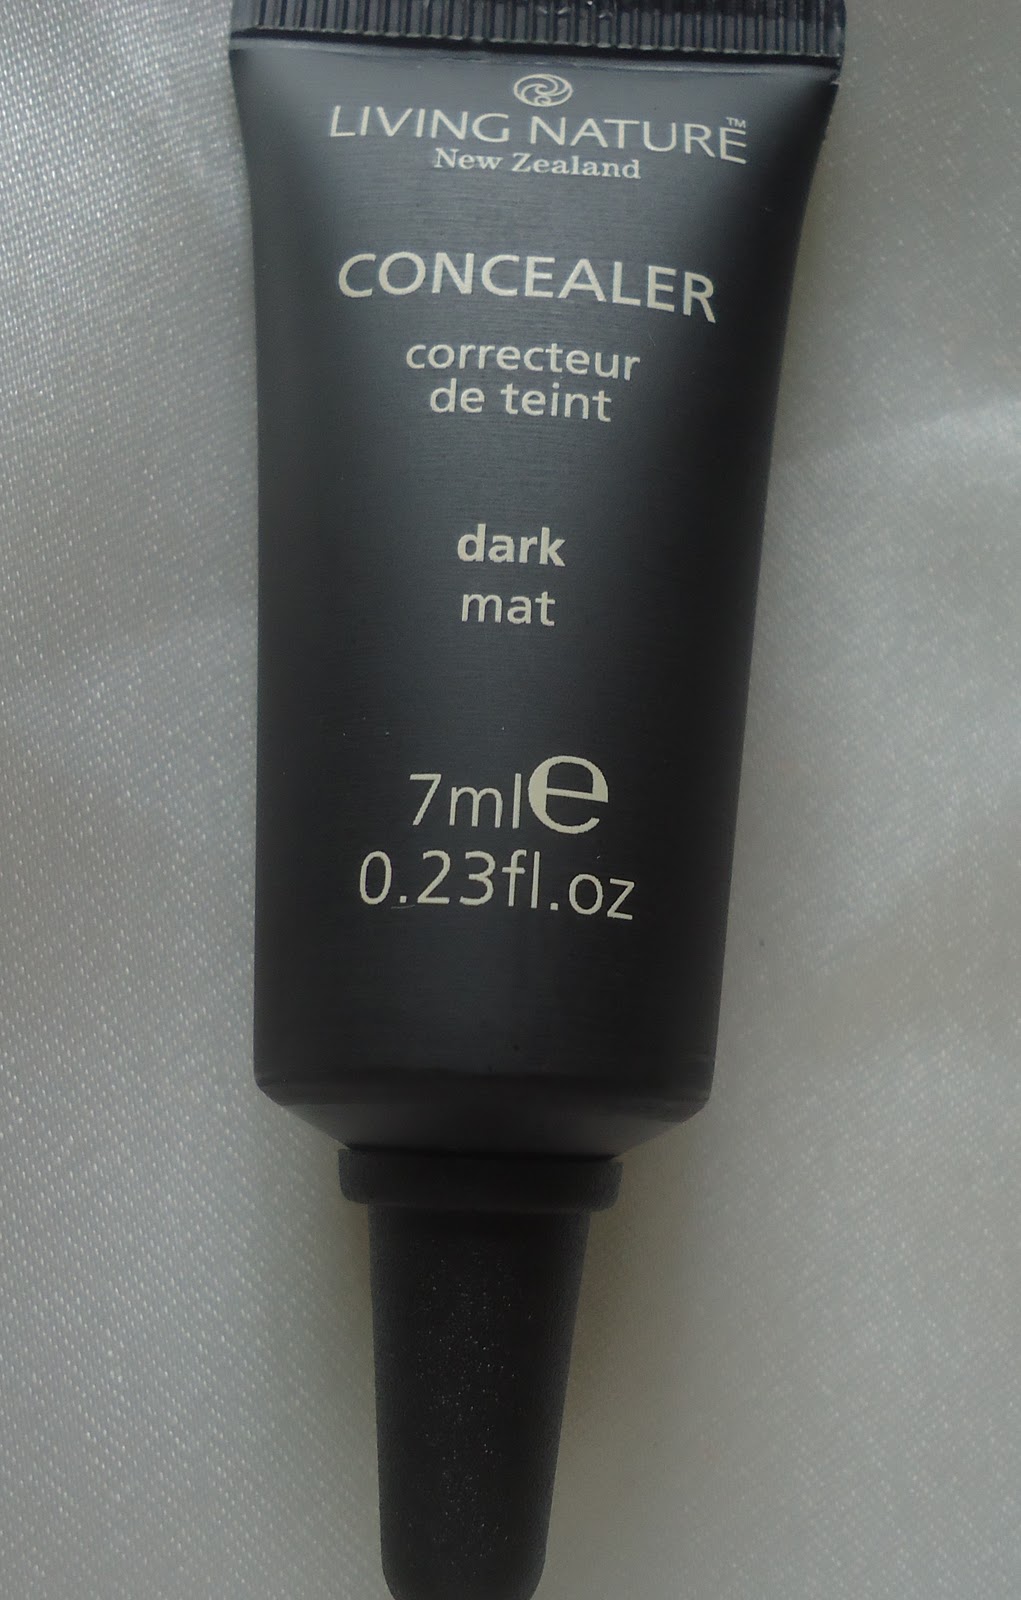 LIVING NATURE™
New Zealand
CONCEALER
correcteur
de teint
dark
mat
7ml℮
0.23fl.oz